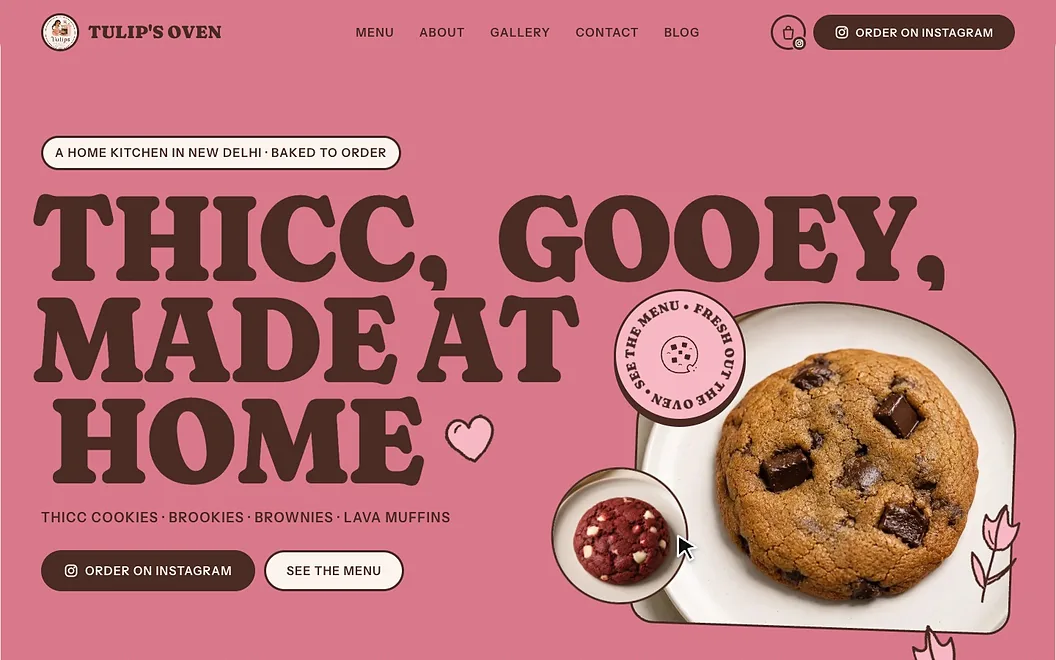 Tulips
TULIP'S OVEN
MENU
ABOUT
GALLERY
CONTACT
BLOG
ORDER ON INSTAGRAM
A HOME KITCHEN IN NEW DELHI · BAKED TO ORDER
THICC, GOOEY,
MADE AT
HOME
FRESH OUT THE OVEN • SEE THE MENU •
THICC COOKIES · BROOKIES · BROWNIES · LAVA MUFFINS
ORDER ON INSTAGRAM
SEE THE MENU